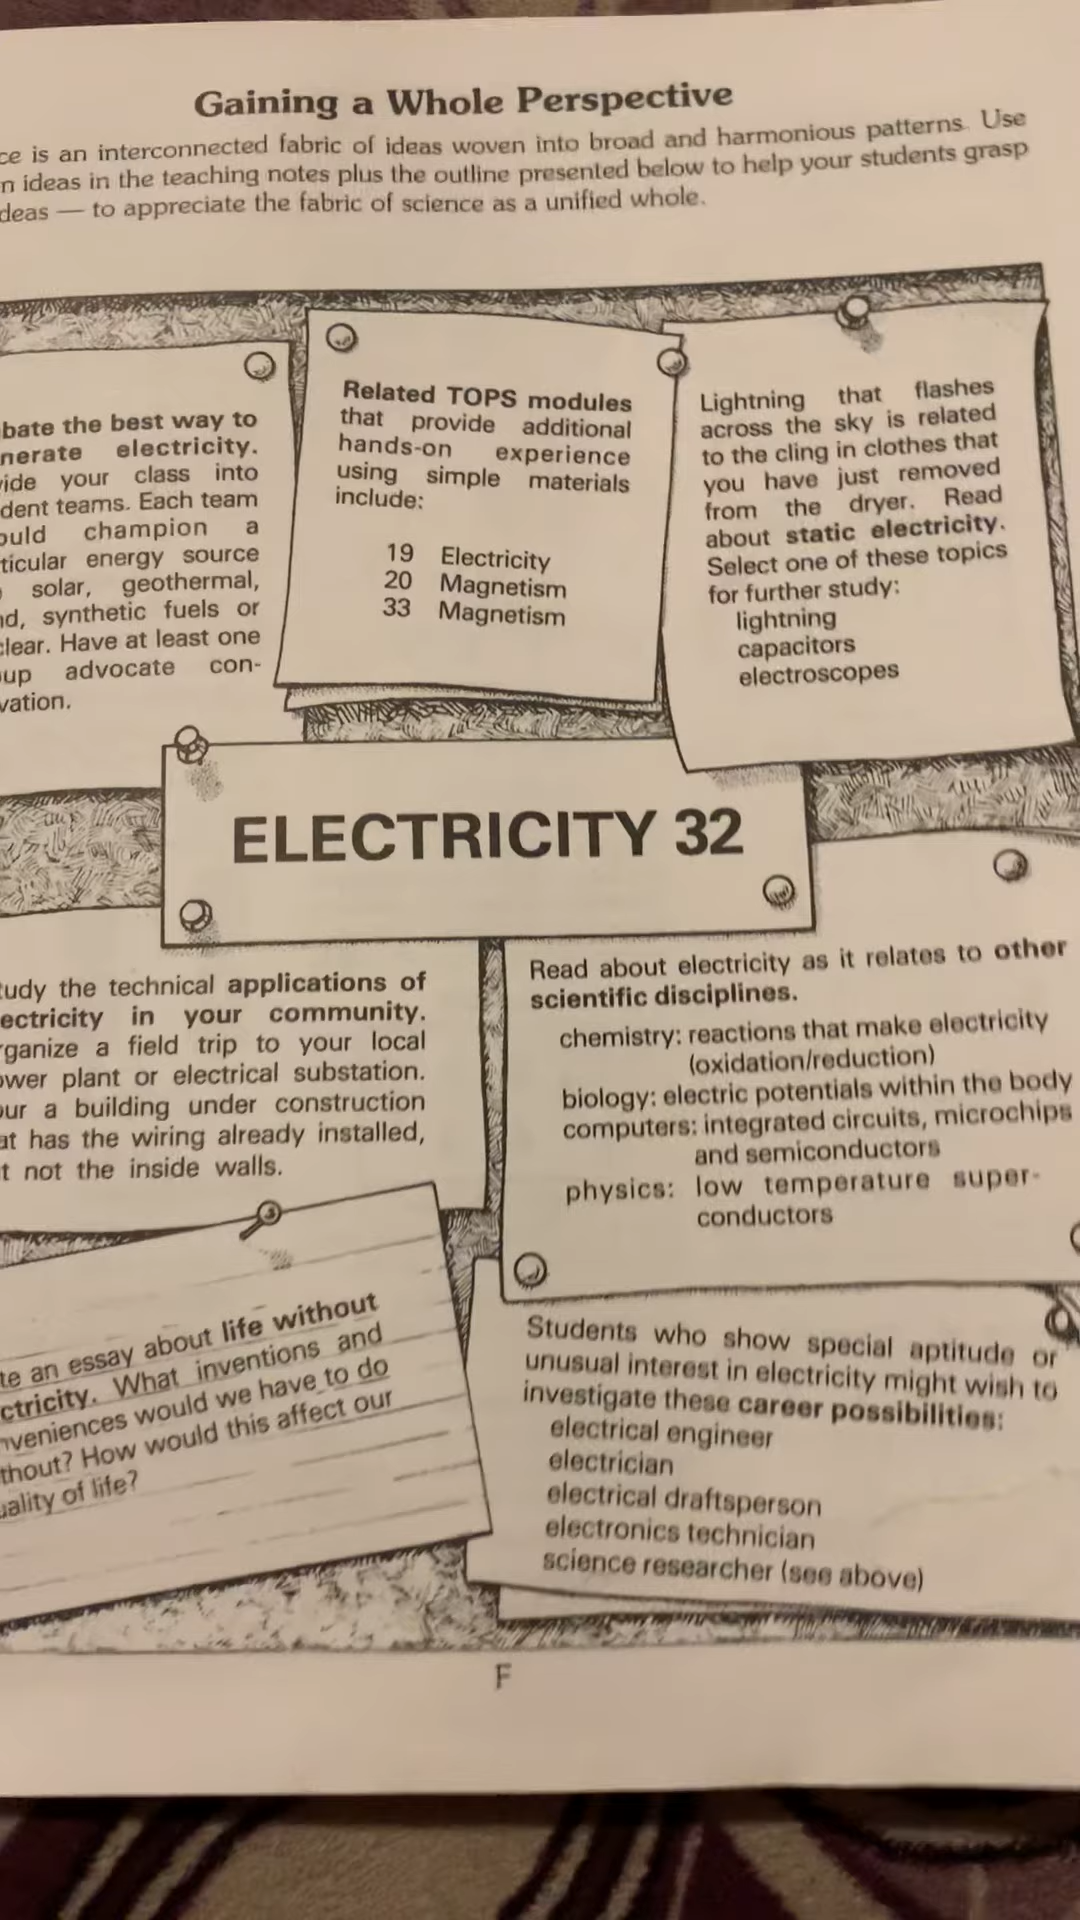 Gaining a Whole Perspective
ce is an interconnected fabric of ideas woven into broad and harmonious patterns. Use
n ideas in the teaching notes plus the outline presented below to help your students grasp
deas — to appreciate the fabric of science as a unified whole.
bate the best way to
nerate electricity.
ide your class into
dent teams. Each team
ould champion a
ticular energy source
solar, geothermal,
nd, synthetic fuels or
clear. Have at least one
oup advocate con-
vation.
Related TOPS modules
that provide additional
hands-on experience
using simple materials
include:
19 Electricity
20 Magnetism
33 Magnetism
Lightning that flashes
across the sky is related
to the cling in clothes that
you have just removed
from the dryer. Read
about static electricity.
Select one of these topics
for further study:
lightning
capacitors
electroscopes
ELECTRICITY 32
tudy the technical applications of
ectricity in your community.
rganize a field trip to your local
ower plant or electrical substation.
our a building under construction
at has the wiring already installed,
t not the inside walls.
Read about electricity as it relates to other
scientific disciplines.
chemistry: reactions that make electricity
(oxidation/reduction)
biology: electric potentials within the body
computers: integrated circuits, microchips
and semiconductors
physics: low temperature super-
conductors
te an essay about life without
ctricity. What inventions and
nveniences would we have to do
thout? How would this affect our
uality of life?
Students who show special aptitude or
unusual interest in electricity might wish to
investigate these career possibilities:
electrical engineer
electrician
electrical draftsperson
electronics technician
science researcher (see above)
F